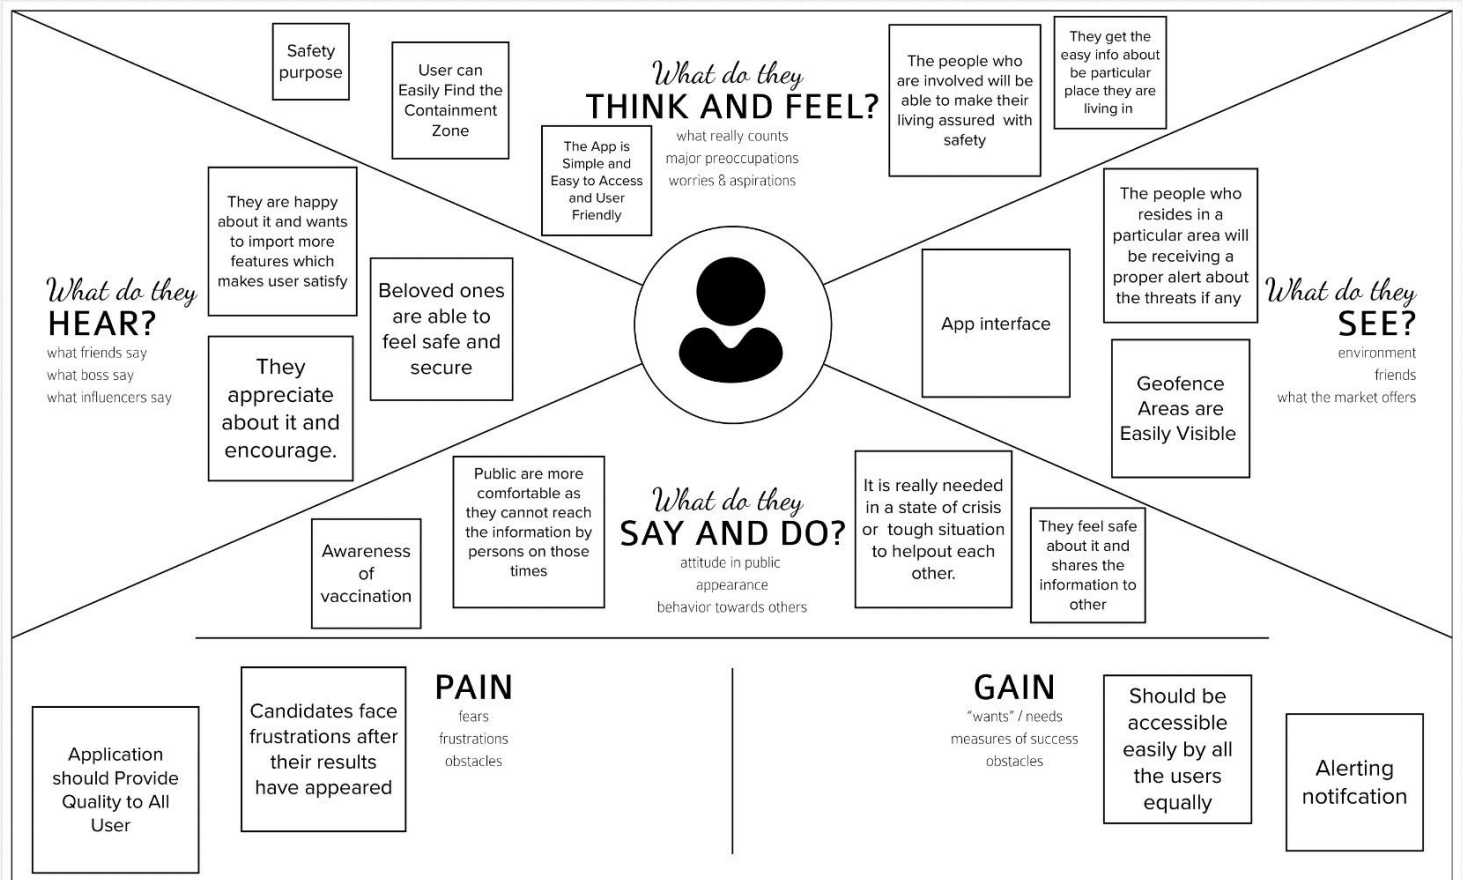 Safety
purpose
User can
Easily Find the
Containment
Zone
The App is
Simple and
Easy to Access
and User
Friendly
What do they
THINK AND FEEL?
what really counts
major preoccupations
worries & aspirations
The people who
are involved will be
able to make their
living assured with
safety
They get the
easy info about
be particular
place they are
living in
What do they
HEAR?
what friends say
what boss say
what influencers say
They are happy
about it and wants
to import more
features which
makes user satisfy
Beloved ones
are able to
feel safe and
secure
They
appreciate
about it and
encourage.
App interface
The people who
resides in a
particular area will
be receiving a
proper alert about
the threats if any
Geofence
Areas are
Easily Visible
What do they
SEE?
environment
friends
what the market offers
Awareness
of
vaccination
Public are more
comfortable as
they cannot reach
the information by
persons on those
times
What do they
SAY AND DO?
attitude in public
appearance
behavior towards others
It is really needed
in a state of crisis
or tough situation
to helpout each
other.
They feel safe
about it and
shares the
information to
other
Application
should Provide
Quality to All
User
Candidates face
frustrations after
their results
have appeared
PAIN
fears
frustrations
obstacles
GAIN
“wants” / needs
measures of success
obstacles
Should be
accessible
easily by all
the users
equally
Alerting
notifcation